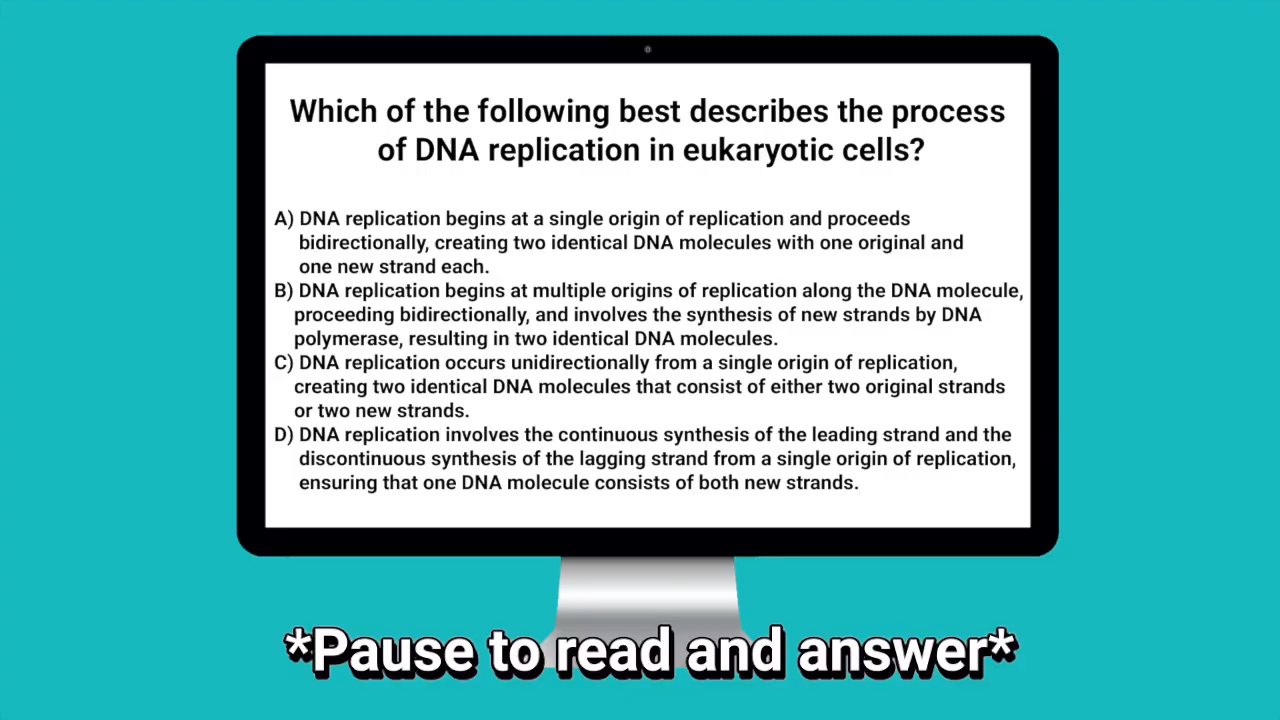 Which of the following best describes the process
of DNA replication in eukaryotic cells?
A) DNA replication begins at a single origin of replication and proceeds
bidirectionally, creating two identical DNA molecules with one original and
one new strand each.
B) DNA replication begins at multiple origins of replication along the DNA molecule,
proceeding bidirectionally, and involves the synthesis of new strands by DNA
polymerase, resulting in two identical DNA molecules.
C) DNA replication occurs unidirectionally from a single origin of replication,
creating two identical DNA molecules that consist of either two original strands
or two new strands.
D) DNA replication involves the continuous synthesis of the leading strand and the
discontinuous synthesis of the lagging strand from a single origin of replication,
ensuring that one DNA molecule consists of both new strands.
*Pause to read and answer*